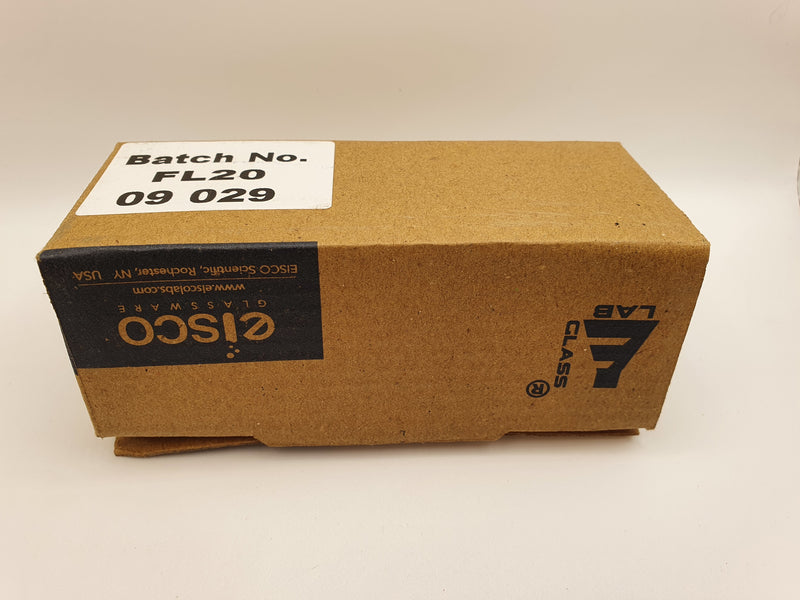 Batch No.
FL20
09 029
eisco
GLASSWARE
www.eiscolabs.com
EISCO Scientific, Rochester, NY USA
LAB
CLASS
®